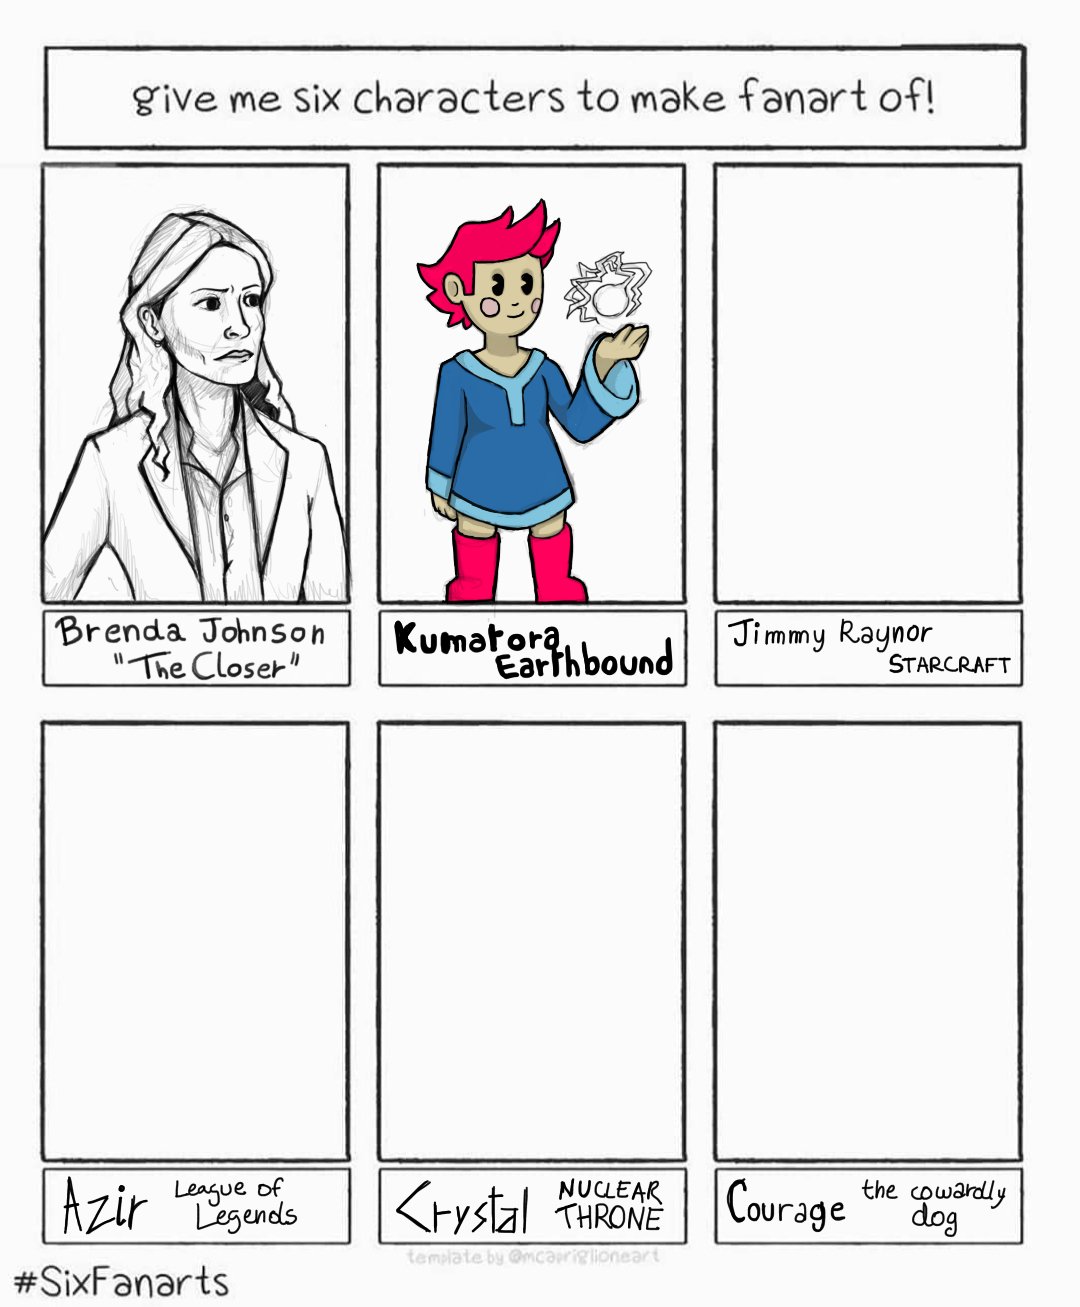 give me six characters to make fanart of!
Brenda Johnson
"The Closer"
Kumatora
Earthbound
Jimmy Raynor
STARCRAFT
Azir
League of
Legends
Crystal
NUCLEAR
THRONE
Courage
the cowardly
dog
template by @mcapriglioneart
#SixFanarts